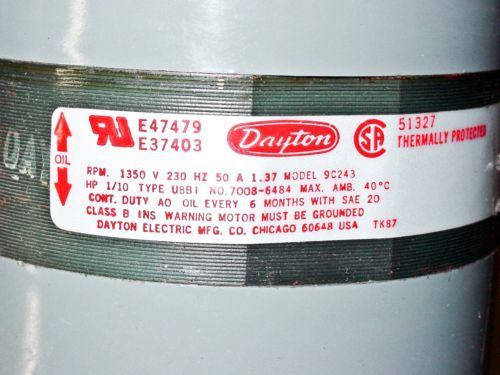 OIL
E47479
E37403
Dayton
SA
51327
THERMALLY PROTECTED
RPM. 1350 V 230 HZ 50 A 1.37 MODEL 9C243
HP 1/10 TYPE UBB1 NO.7008-6484 MAX. AMB. 40°C
CONT. DUTY AO OIL EVERY 6 MONTHS WITH SAE 20
CLASS B INS WARNING MOTOR MUST BE GROUNDED
DAYTON ELECTRIC MFG. CO. CHICAGO 60648 USA TK87